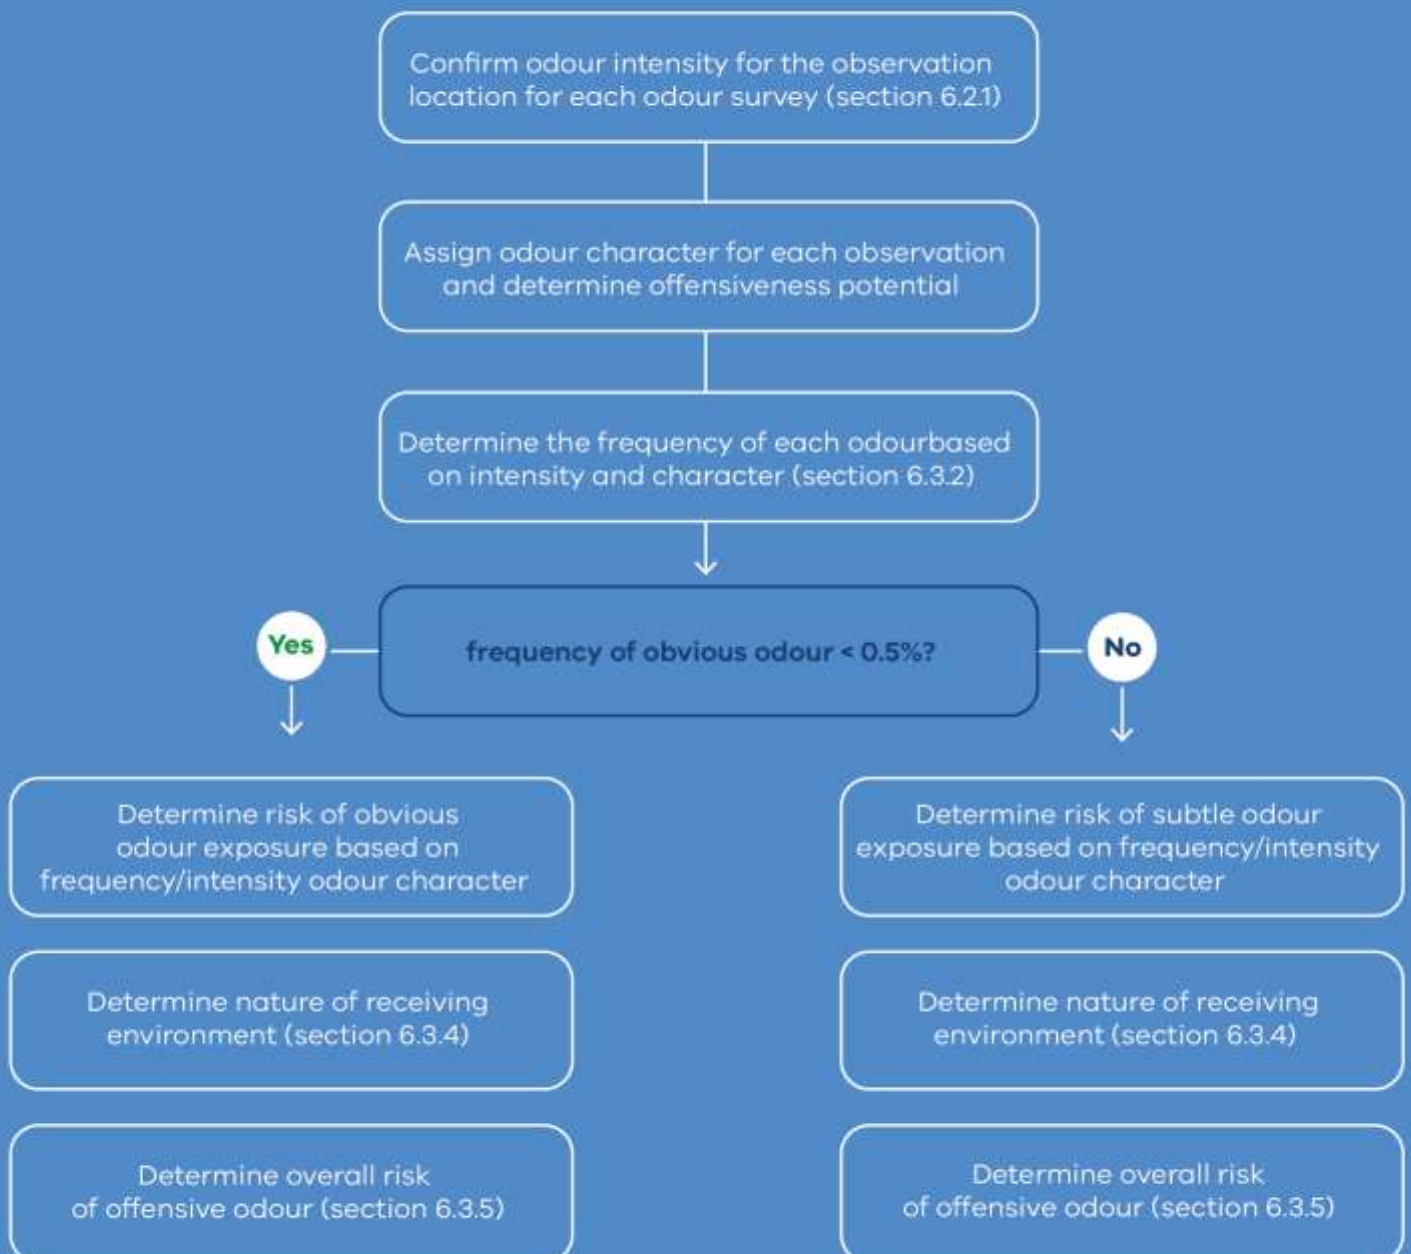 Confirm odour intensity for the observation
location for each odour survey (section 6.2.1)
Assign odour character for each observation
and determine offensiveness potential
Determine the frequency of each odourbased
on intensity and character (section 6.3.2)
Yes
frequency of obvious odour < 0.5%?
No
Determine risk of obvious
odour exposure based on
frequency/intensity odour character
Determine nature of receiving
environment (section 6.3.4)
Determine overall risk
of offensive odour (section 6.3.5)
Determine risk of subtle odour
exposure based on frequency/intensity
odour character
Determine nature of receiving
environment (section 6.3.4)
Determine overall risk
of offensive odour (section 6.3.5)